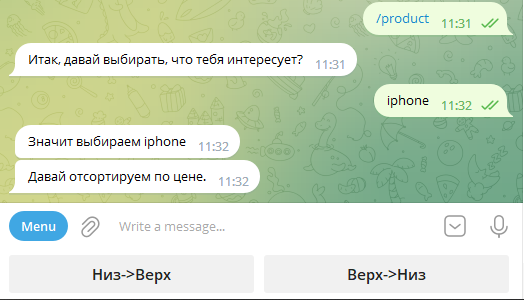 /product 11:31
Итак, давай выбирать, что тебя интересует? 11:31
iphone 11:32
Значит выбираем iphone 11:32
Давай отсортируем по цене. 11:32
Menu Write a message...
Низ->Верх Верх->Низ